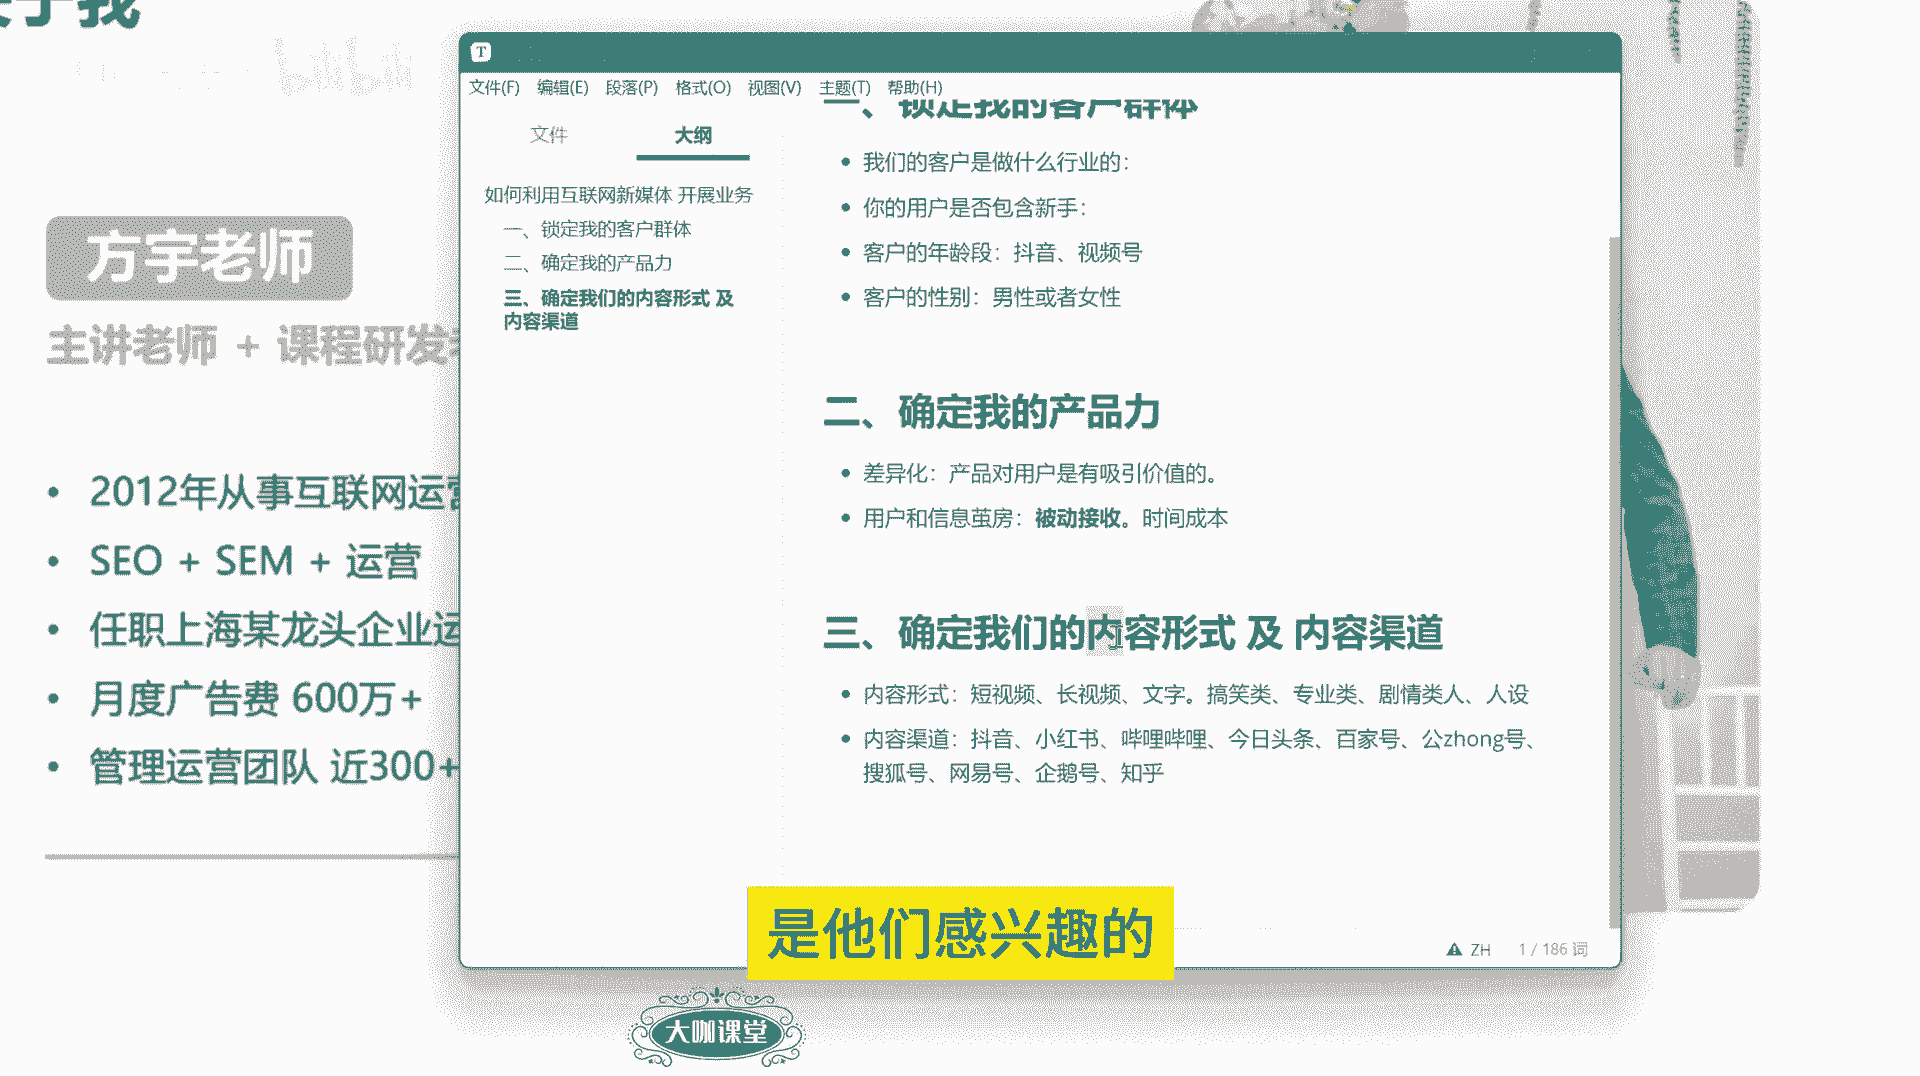 于我
bilibili
方宇老师
主讲老师 + 课程研发
• 2012年从事互联网运营
• SEO + SEM + 运营
• 任职上海某龙头企业运
• 月度广告费 600万+
• 管理运营团队 近300+
T
文件(F) 编辑(E) 段落(P) 格式(O) 视图(V) 主题(T) 帮助(H)
文件 大纲
如何利用互联网新媒体 开展业务
一、锁定我的客户群体
二、确定我的产品力
三、确定我们的内容形式 及
内容渠道
一、锁定我的客户群体
• 我们的客户是做什么行业的：
• 你的用户是否包含新手：
• 客户的年龄段：抖音、视频号
• 客户的性别：男性或者女性
二、确定我的产品力
• 差异化：产品对用户是有吸引价值的。
• 用户和信息茧房：被动接收。时间成本
三、确定我们的内容形式 及 内容渠道
• 内容形式：短视频、长视频、文字。搞笑类、专业类、剧情类人、人设
• 内容渠道：抖音、小红书、哔哩哔哩、今日头条、百家号、公zhong号、
搜狐号、网易号、企鹅号、知乎
ZH 1 / 186 词
是他们感兴趣的
大咖课堂